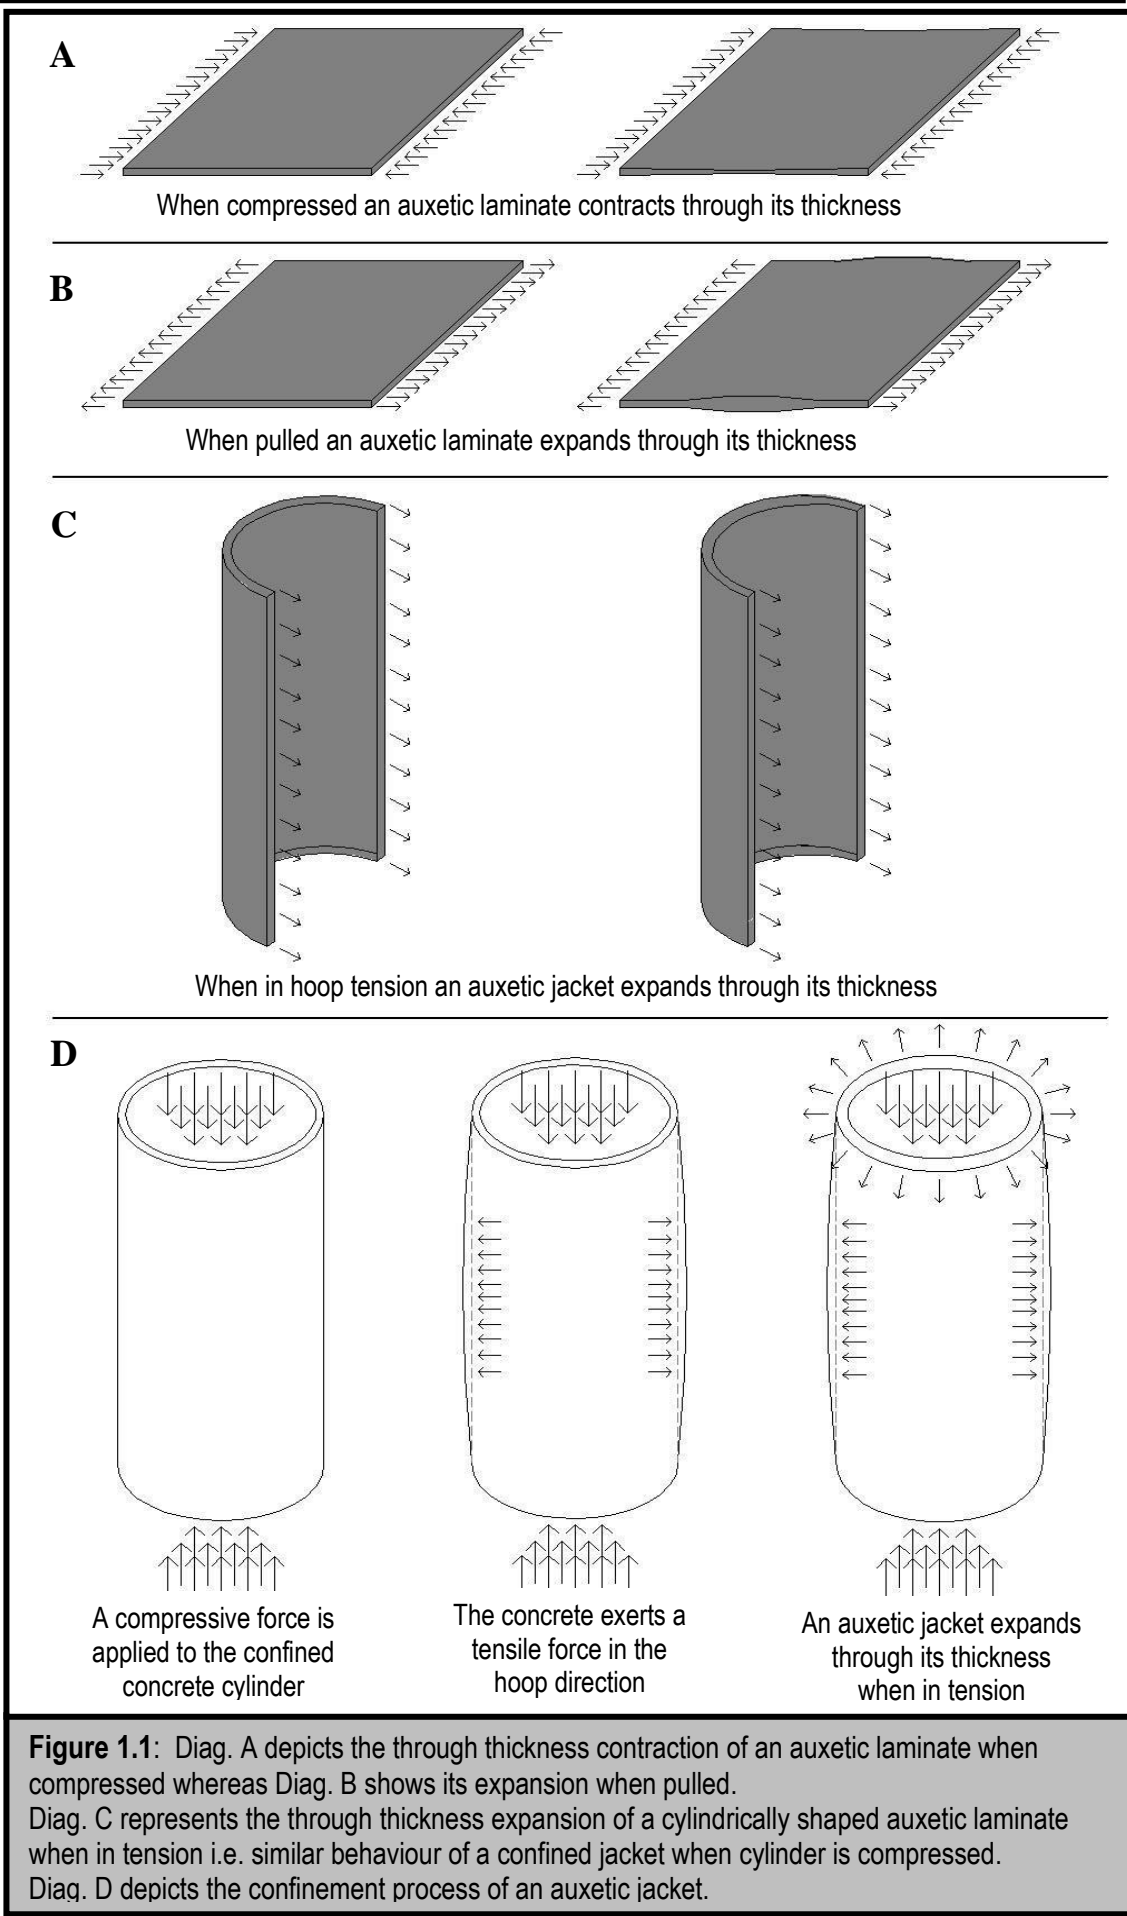 A
When compressed an auxetic laminate contracts through its thickness
B
When pulled an auxetic laminate expands through its thickness
C
When in hoop tension an auxetic jacket expands through its thickness
D
A compressive force is
applied to the confined
concrete cylinder
The concrete exerts a
tensile force in the
hoop direction
An auxetic jacket expands
through its thickness
when in tension
Figure 1.1:  Diag. A depicts the through thickness contraction of an auxetic laminate when
compressed whereas Diag. B shows its expansion when pulled.
Diag. C represents the through thickness expansion of a cylindrically shaped auxetic laminate
when in tension i.e. similar behaviour of a confined jacket when cylinder is compressed.
Diag. D depicts the confinement process of an auxetic jacket.